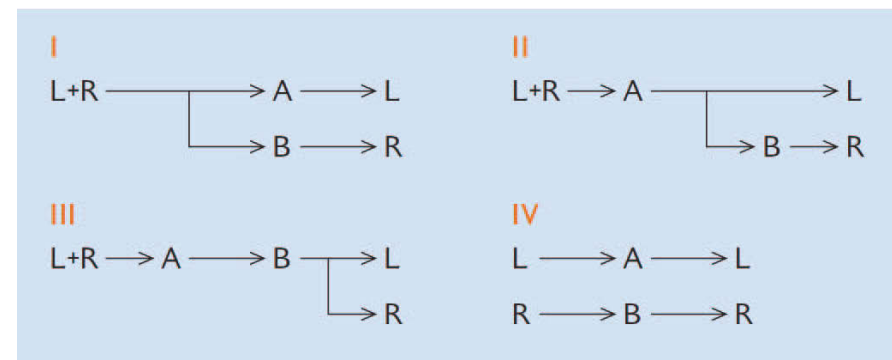 I
L+R A L
B R
II
L+R A L
B R
III
L+R A B L
R
IV
L A L
R B R